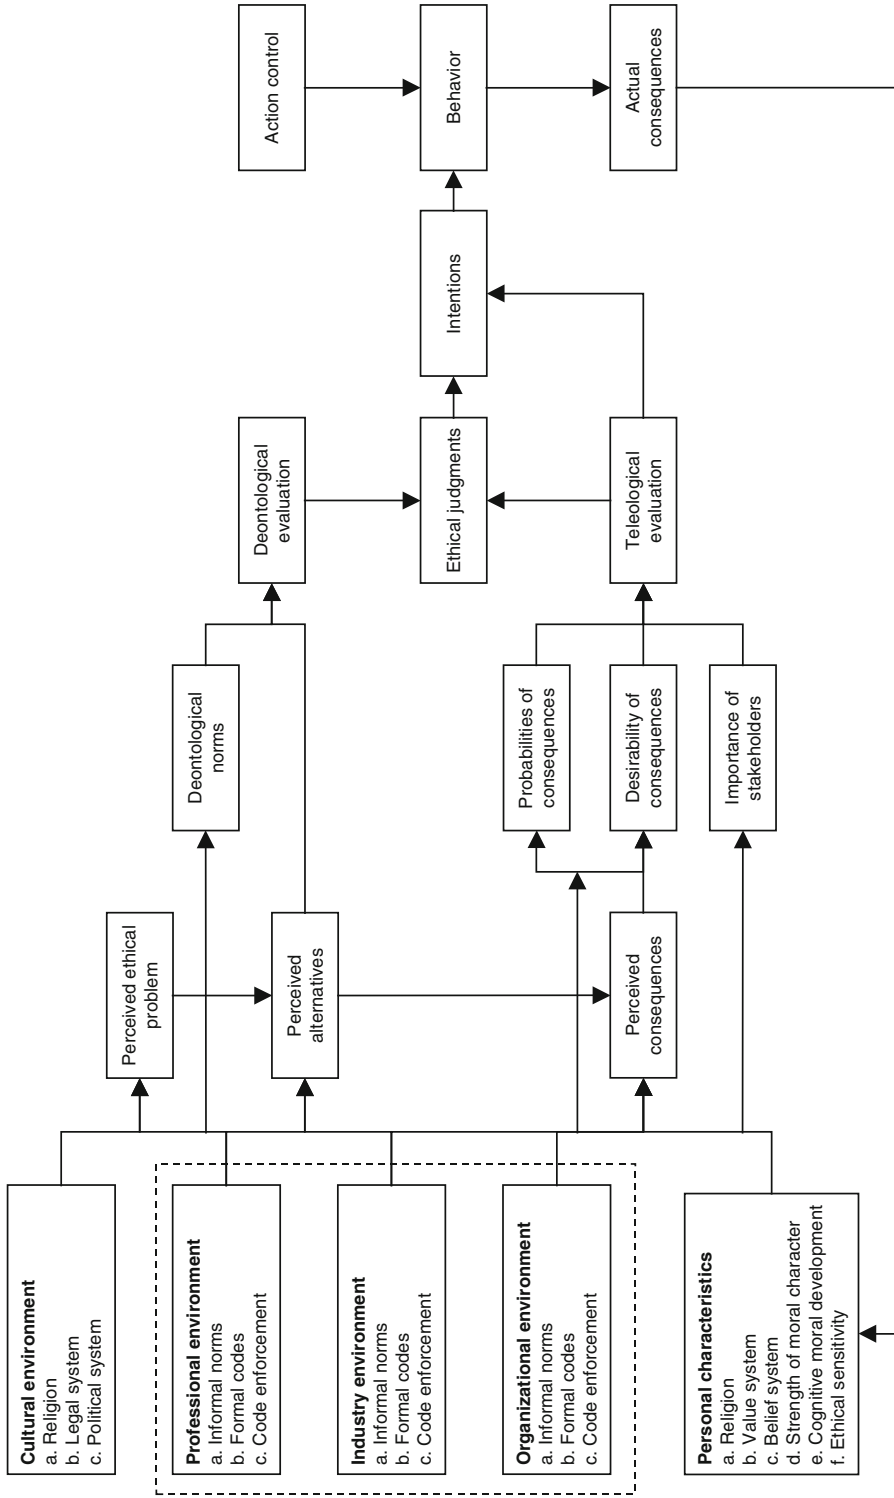 Cultural environment
a. Religion
b. Legal system
c. Political system
Professional environment
a. Informal norms
b. Formal codes
c. Code enforcement
Industry environment
a. Informal norms
b. Formal codes
c. Code enforcement
Organizational environment
a. Informal norms
b. Formal codes
c. Code enforcement
Personal characteristics
a. Religion
b. Value system
c. Belief system
d. Strength of moral character
e. Cognitive moral development
f. Ethical sensitivity
Perceived ethical
problem
Perceived
alternatives
Perceived
consequences
Deontological
norms
Probabilities of
consequences
Desirability of
consequences
Importance of
stakeholders
Deontological
evaluation
Ethical judgments
Teleological
evaluation
Intentions
Action control
Behavior
Actual
consequences